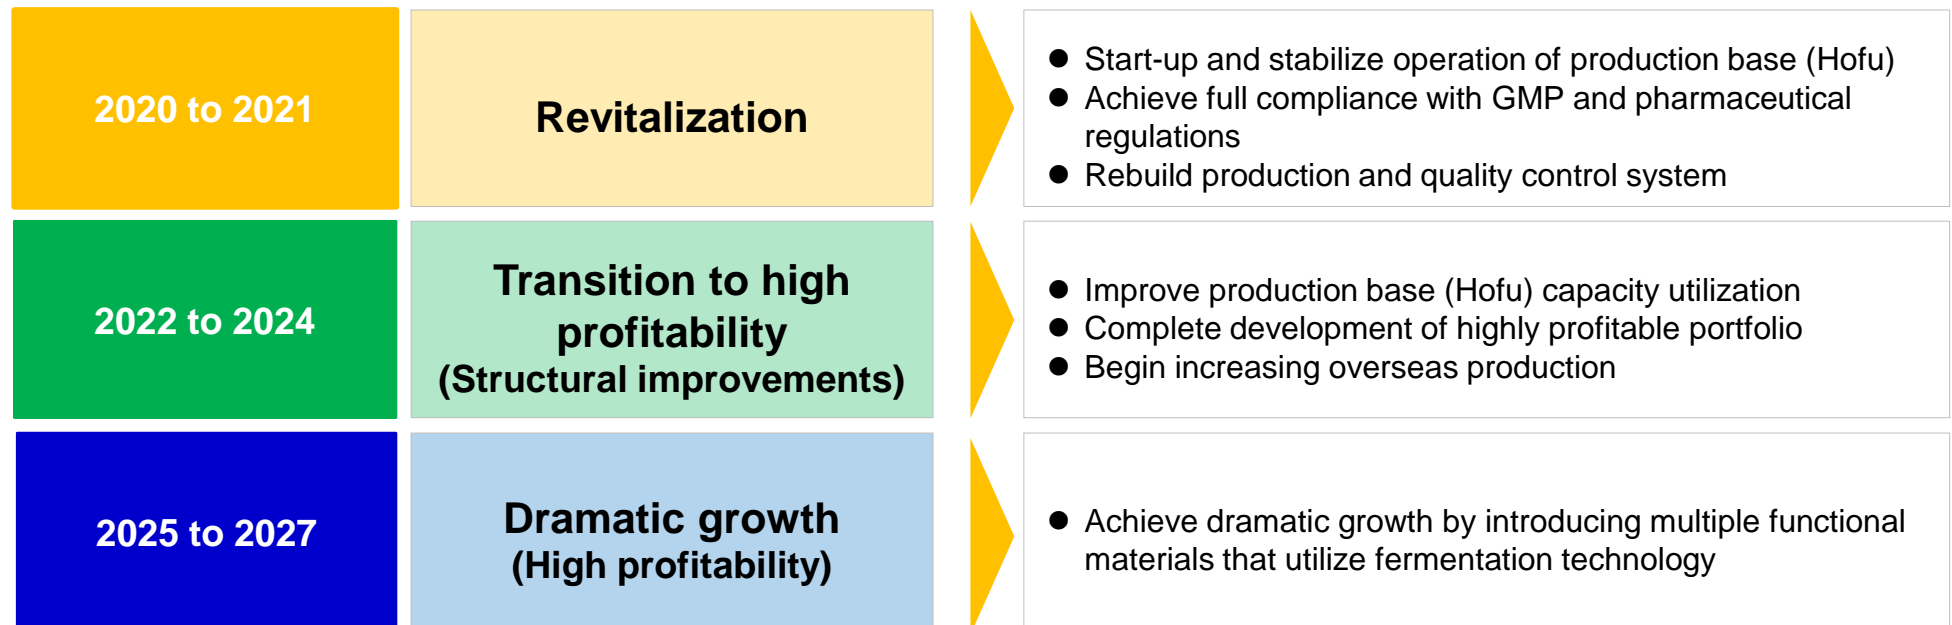 2020 to 2021
Revitalization
● Start-up and stabilize operation of production base (Hofu)
● Achieve full compliance with GMP and pharmaceutical
regulations
● Rebuild production and quality control system
2022 to 2024
Transition to high
profitability
(Structural improvements)
● Improve production base (Hofu) capacity utilization
● Complete development of highly profitable portfolio
● Begin increasing overseas production
2025 to 2027
Dramatic growth
(High profitability)
● Achieve dramatic growth by introducing multiple functional
materials that utilize fermentation technology